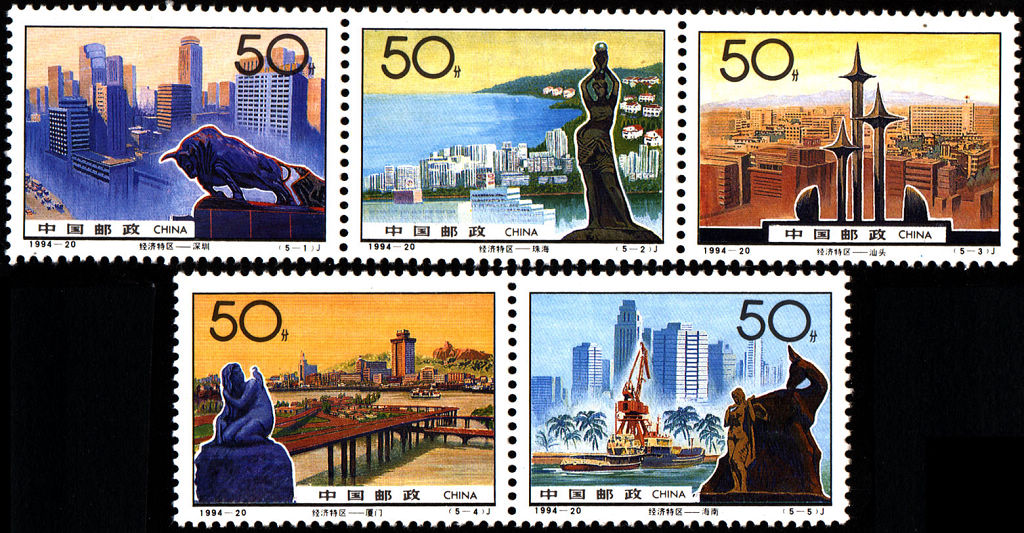 50分
中国邮政 CHINA
1994-20 经济特区——深圳 (5-1)J
50分
中国邮政 CHINA
1994-20 经济特区——珠海 (5-2)J
50分
中国邮政 CHINA
1994-20 经济特区——汕头 (5-3)J
50分
中国邮政 CHINA
1994-20 经济特区——厦门 (5-4)J
50分
中国邮政 CHINA
1994-20 经济特区——海南 (5-5)J